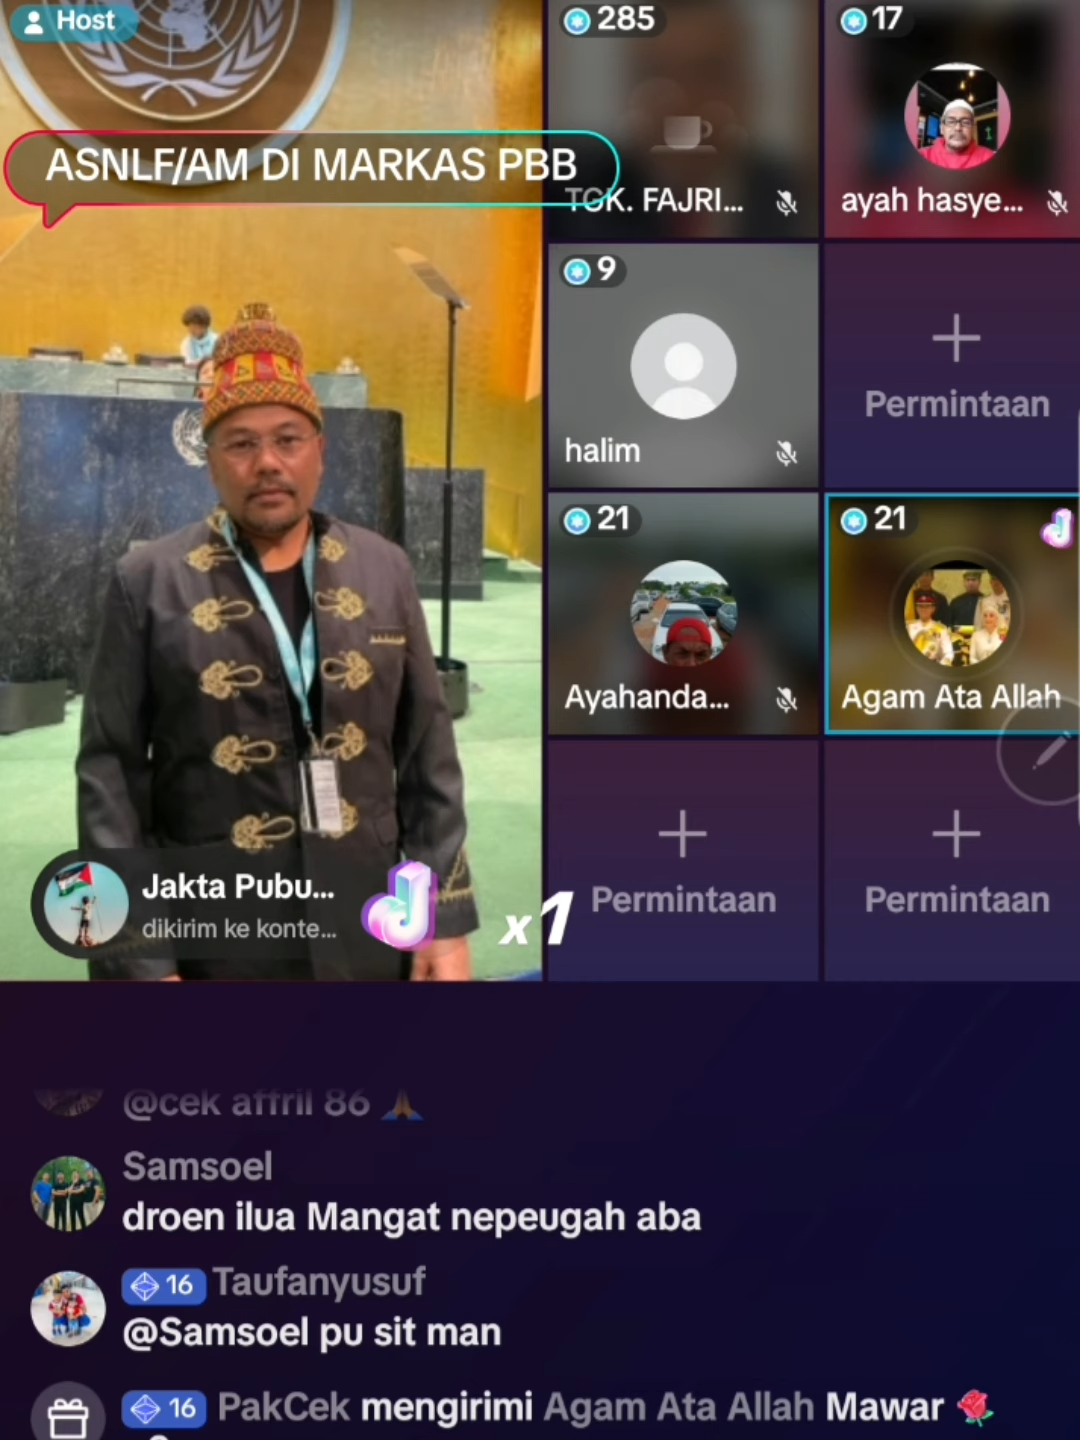 Host
285
17
ASNLF/AM DI MARKAS PBB
TGK. FAJRI...
ayah hasye...
9
halim
Permintaan
21
21
Ayahanda...
Agam Ata Allah
Jakta Pubu...
dikirim ke konte...
x1
Permintaan
Permintaan
@cek affril 86 🙏
Samsoel
droen ilua Mangat nepeugah aba
16 Taufanyusuf
@Samsoel pu sit man
16 PakCek mengirimi Agam Ata Allah Mawar 🌹